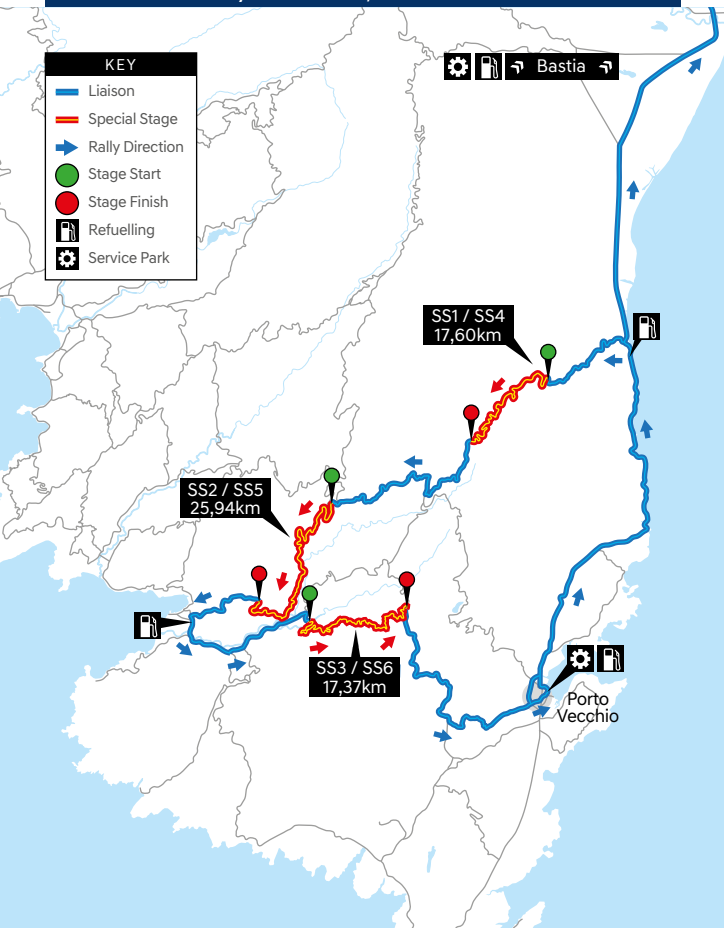 KEY
Liaison
Special Stage
Rally Direction
Stage Start
Stage Finish
Refuelling
Service Park
Bastia
SS1 / SS4
17,60km
SS2 / SS5
25,94km
SS3 / SS6
17,37km
Porto
Vecchio